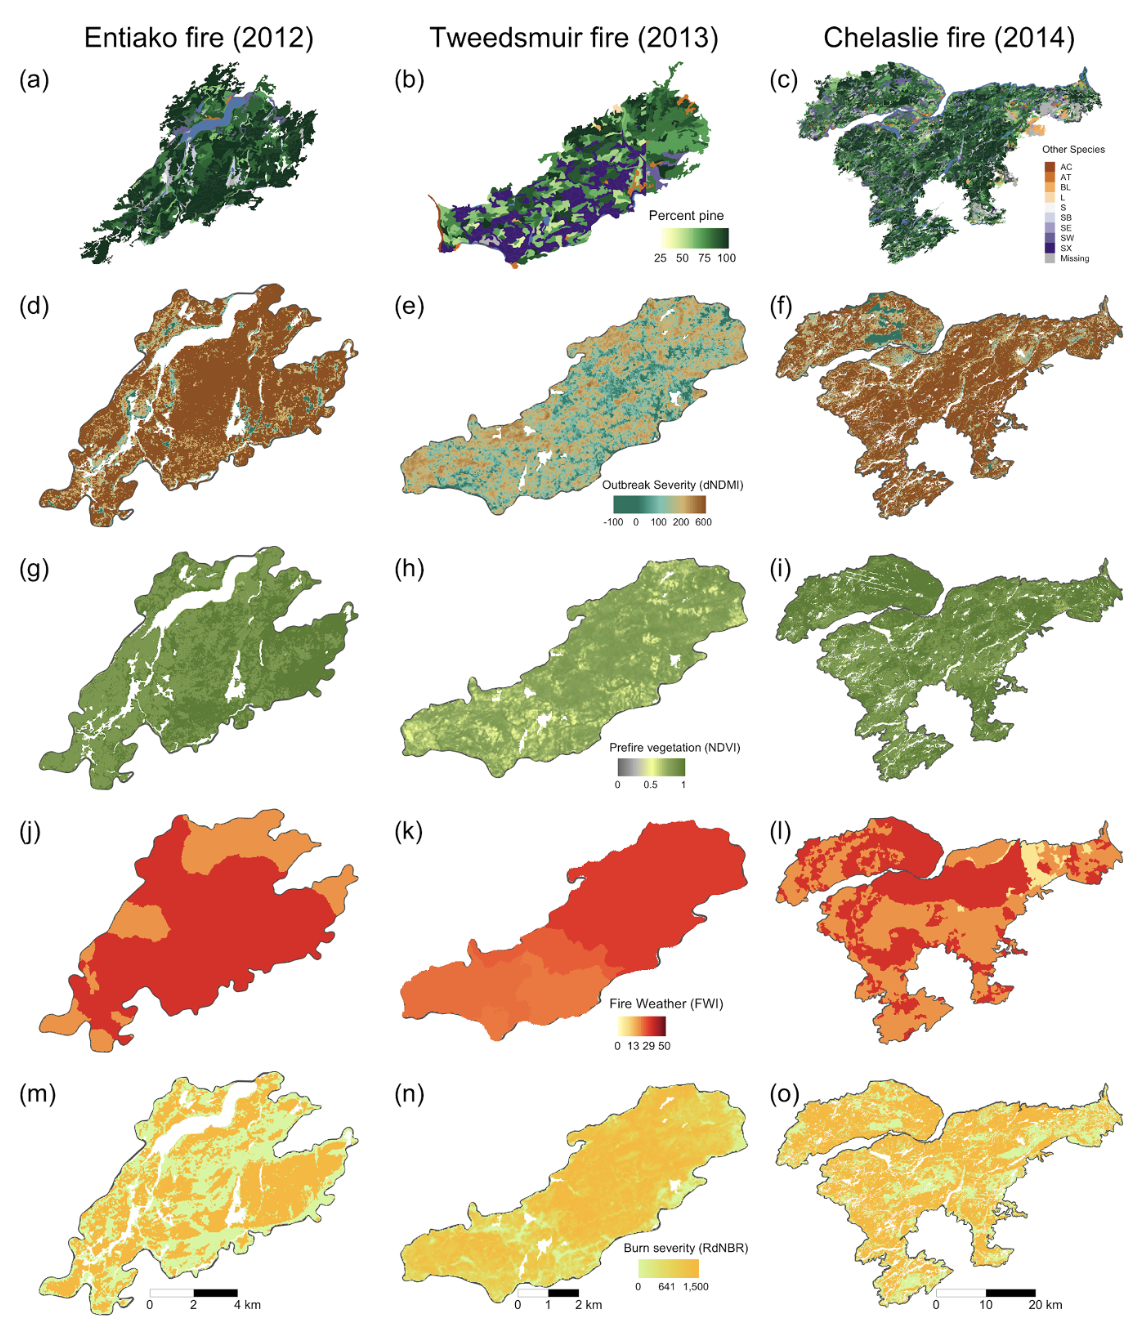 Entiako fire (2012) Tweedsmuir fire (2013) Chelaslie fire (2014)
(a) (b) (c)
Other Species
AC
AT
BL
L
S
SB
SE
SW
SX
Missing
Percent pine
25 50 75 100
(d) (e) (f)
Outbreak Severity (dNDMI)
-100 0 100 200 600
(g) (h) (i)
Prefire vegetation (NDVI)
0 0.5 1
(j) (k) (l)
Fire Weather (FWI)
0 13 29 50
(m) (n) (o)
Burn severity (RdNBR)
0 641 1,500
0 2 4 km
0 1 2 km
0 10 20 km